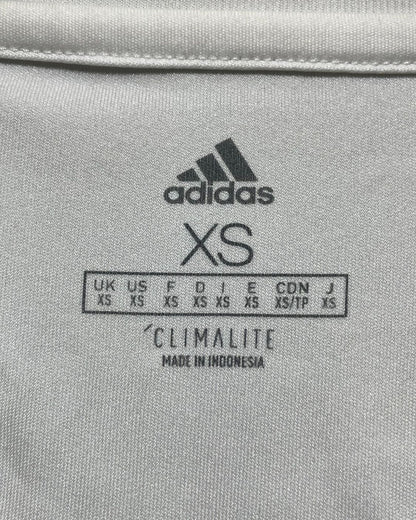 adidas
XS
UK US F D I E CDN J
XS XS XS XS XS XS XS/TP XS
CLIMALITE
MADE IN INDONESIA